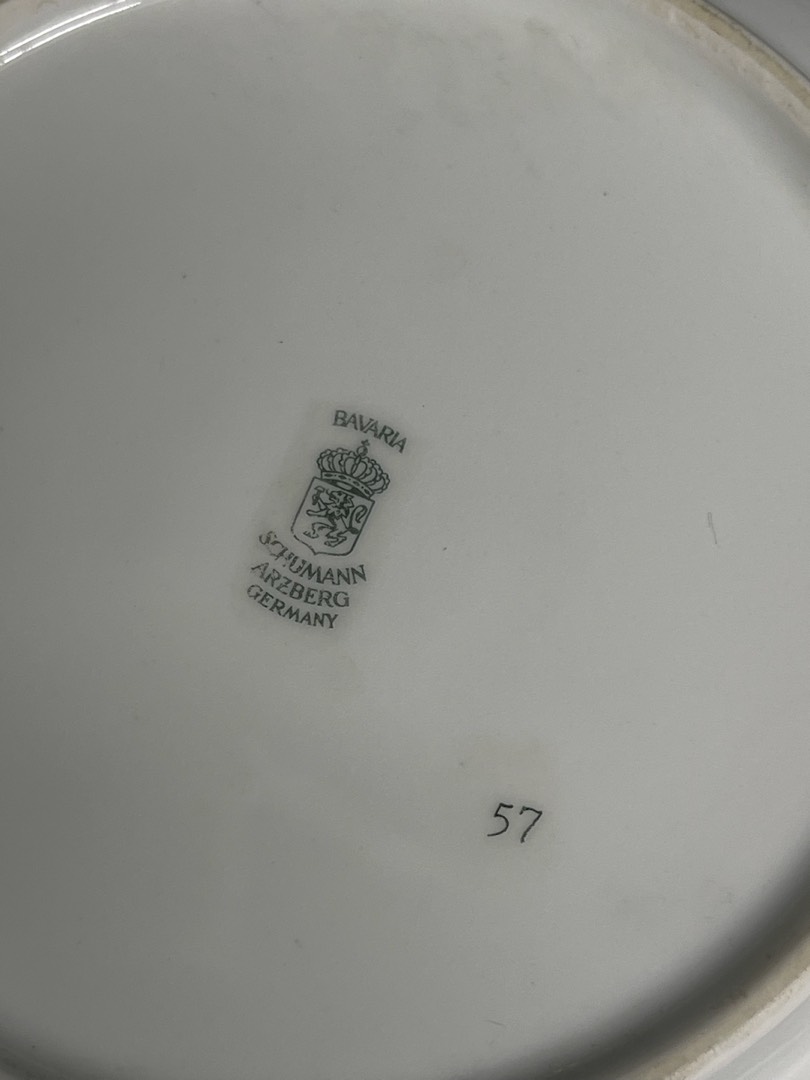 BAVARIA
SCHUMANN
ARZBERG
GERMANY
57